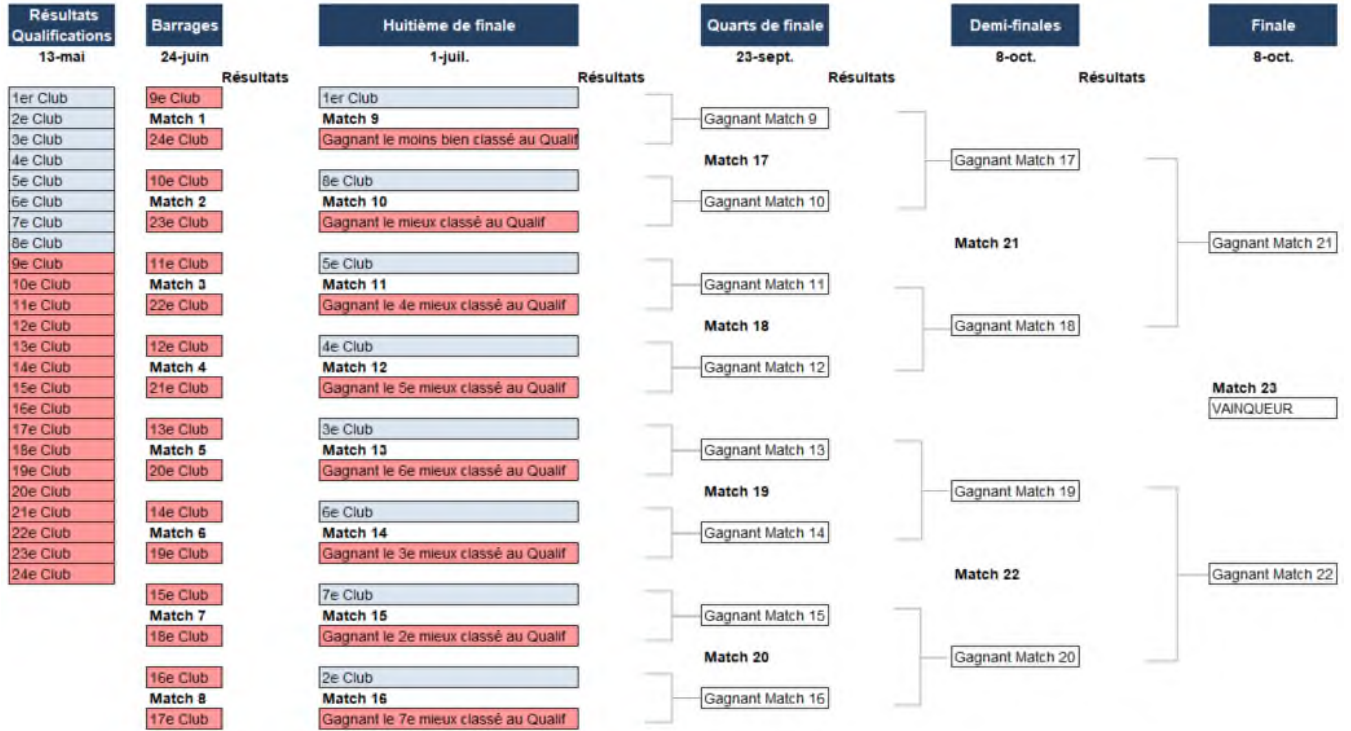 Résultats Qualifications
Barrages
Huitième de finale
Quarts de finale
Demi-finales
Finale
13-mai
24-juin
1-juil.
23-sept.
8-oct.
8-oct.
Résultats
Résultats
Résultats
Résultats
1er Club
2e Club
3e Club
4e Club
5e Club
6e Club
7e Club
8e Club
9e Club
10e Club
11e Club
12e Club
13e Club
14e Club
15e Club
16e Club
17e Club
18e Club
19e Club
20e Club
21e Club
22e Club
23e Club
24e Club
9e Club
Match 1
24e Club
10e Club
Match 2
23e Club
11e Club
Match 3
22e Club
12e Club
Match 4
21e Club
13e Club
Match 5
20e Club
14e Club
Match 6
19e Club
15e Club
Match 7
18e Club
16e Club
Match 8
17e Club
1er Club
Match 9
Gagnant le moins bien classé au Qualif
8e Club
Match 10
Gagnant le mieux classé au Qualif
5e Club
Match 11
Gagnant le 4e mieux classé au Qualif
4e Club
Match 12
Gagnant le 5e mieux classé au Qualif
3e Club
Match 13
Gagnant le 6e mieux classé au Qualif
6e Club
Match 14
Gagnant le 3e mieux classé au Qualif
7e Club
Match 15
Gagnant le 2e mieux classé au Qualif
2e Club
Match 16
Gagnant le 7e mieux classé au Qualif
Gagnant Match 9
Match 17
Gagnant Match 10
Gagnant Match 11
Match 18
Gagnant Match 12
Gagnant Match 13
Match 19
Gagnant Match 14
Gagnant Match 15
Match 20
Gagnant Match 16
Gagnant Match 17
Match 21
Gagnant Match 18
Gagnant Match 19
Match 22
Gagnant Match 20
Gagnant Match 21
Match 23
VAINQUEUR
Gagnant Match 22